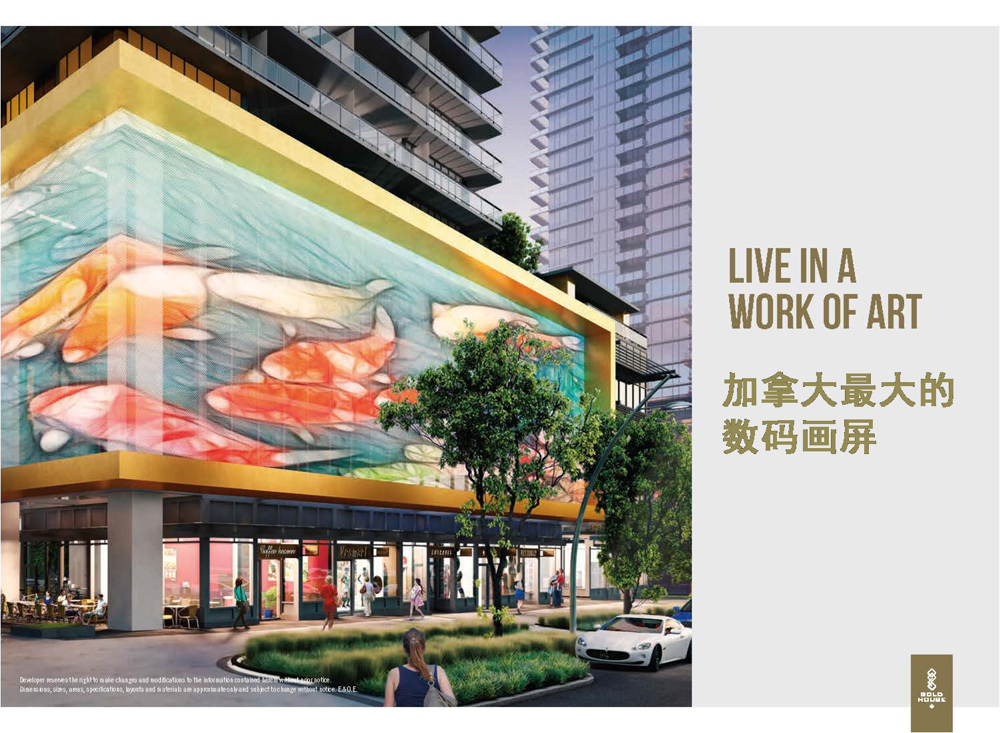 LIVE IN A
WORK OF ART
加拿大最大的
数码画屏
Coffee heaven
Developer reserves the right to make changes and modifications to the information contained herein without prior notice.
Dimensions, sizes, areas, specifications, layouts and materials are approximate only and subject to change without notice. E.&O.E.
GOLD
HOUSE